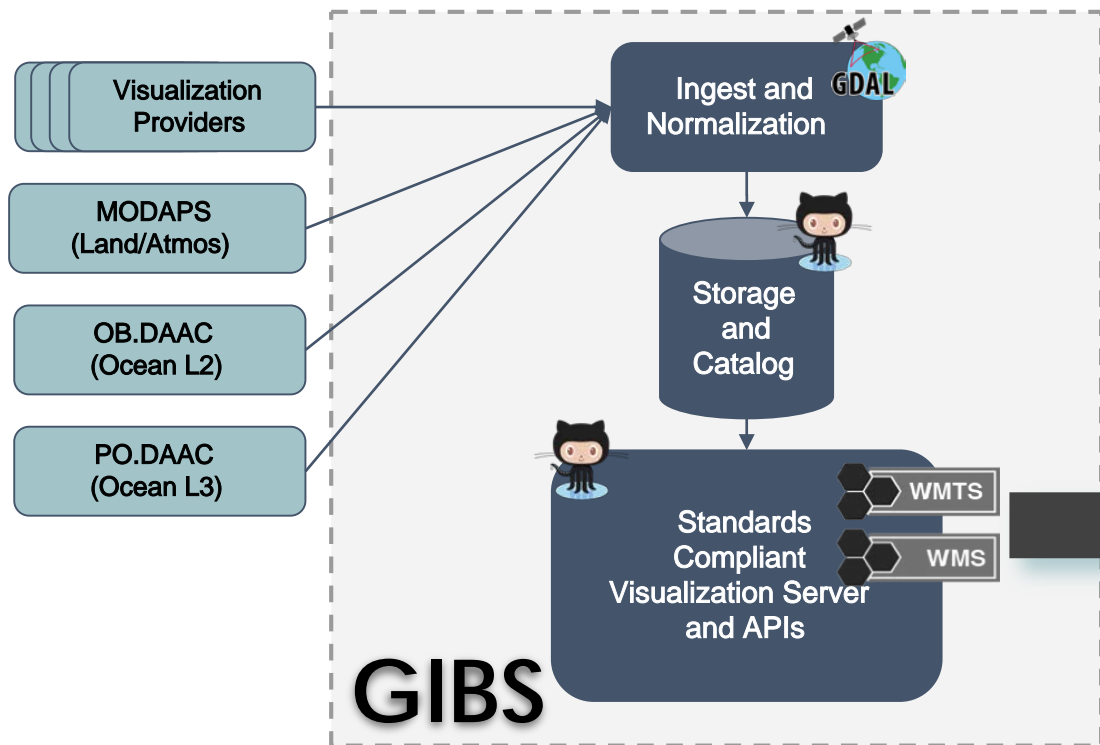 Visualization
Providers
MODAPS
(Land/Atmos)
OB.DAAC
(Ocean L2)
PO.DAAC
(Ocean L3)
Ingest and
Normalization
GDAL
Storage
and
Catalog
Standards
Compliant
Visualization Server
and APIs
WMTS
WMS
GIBS